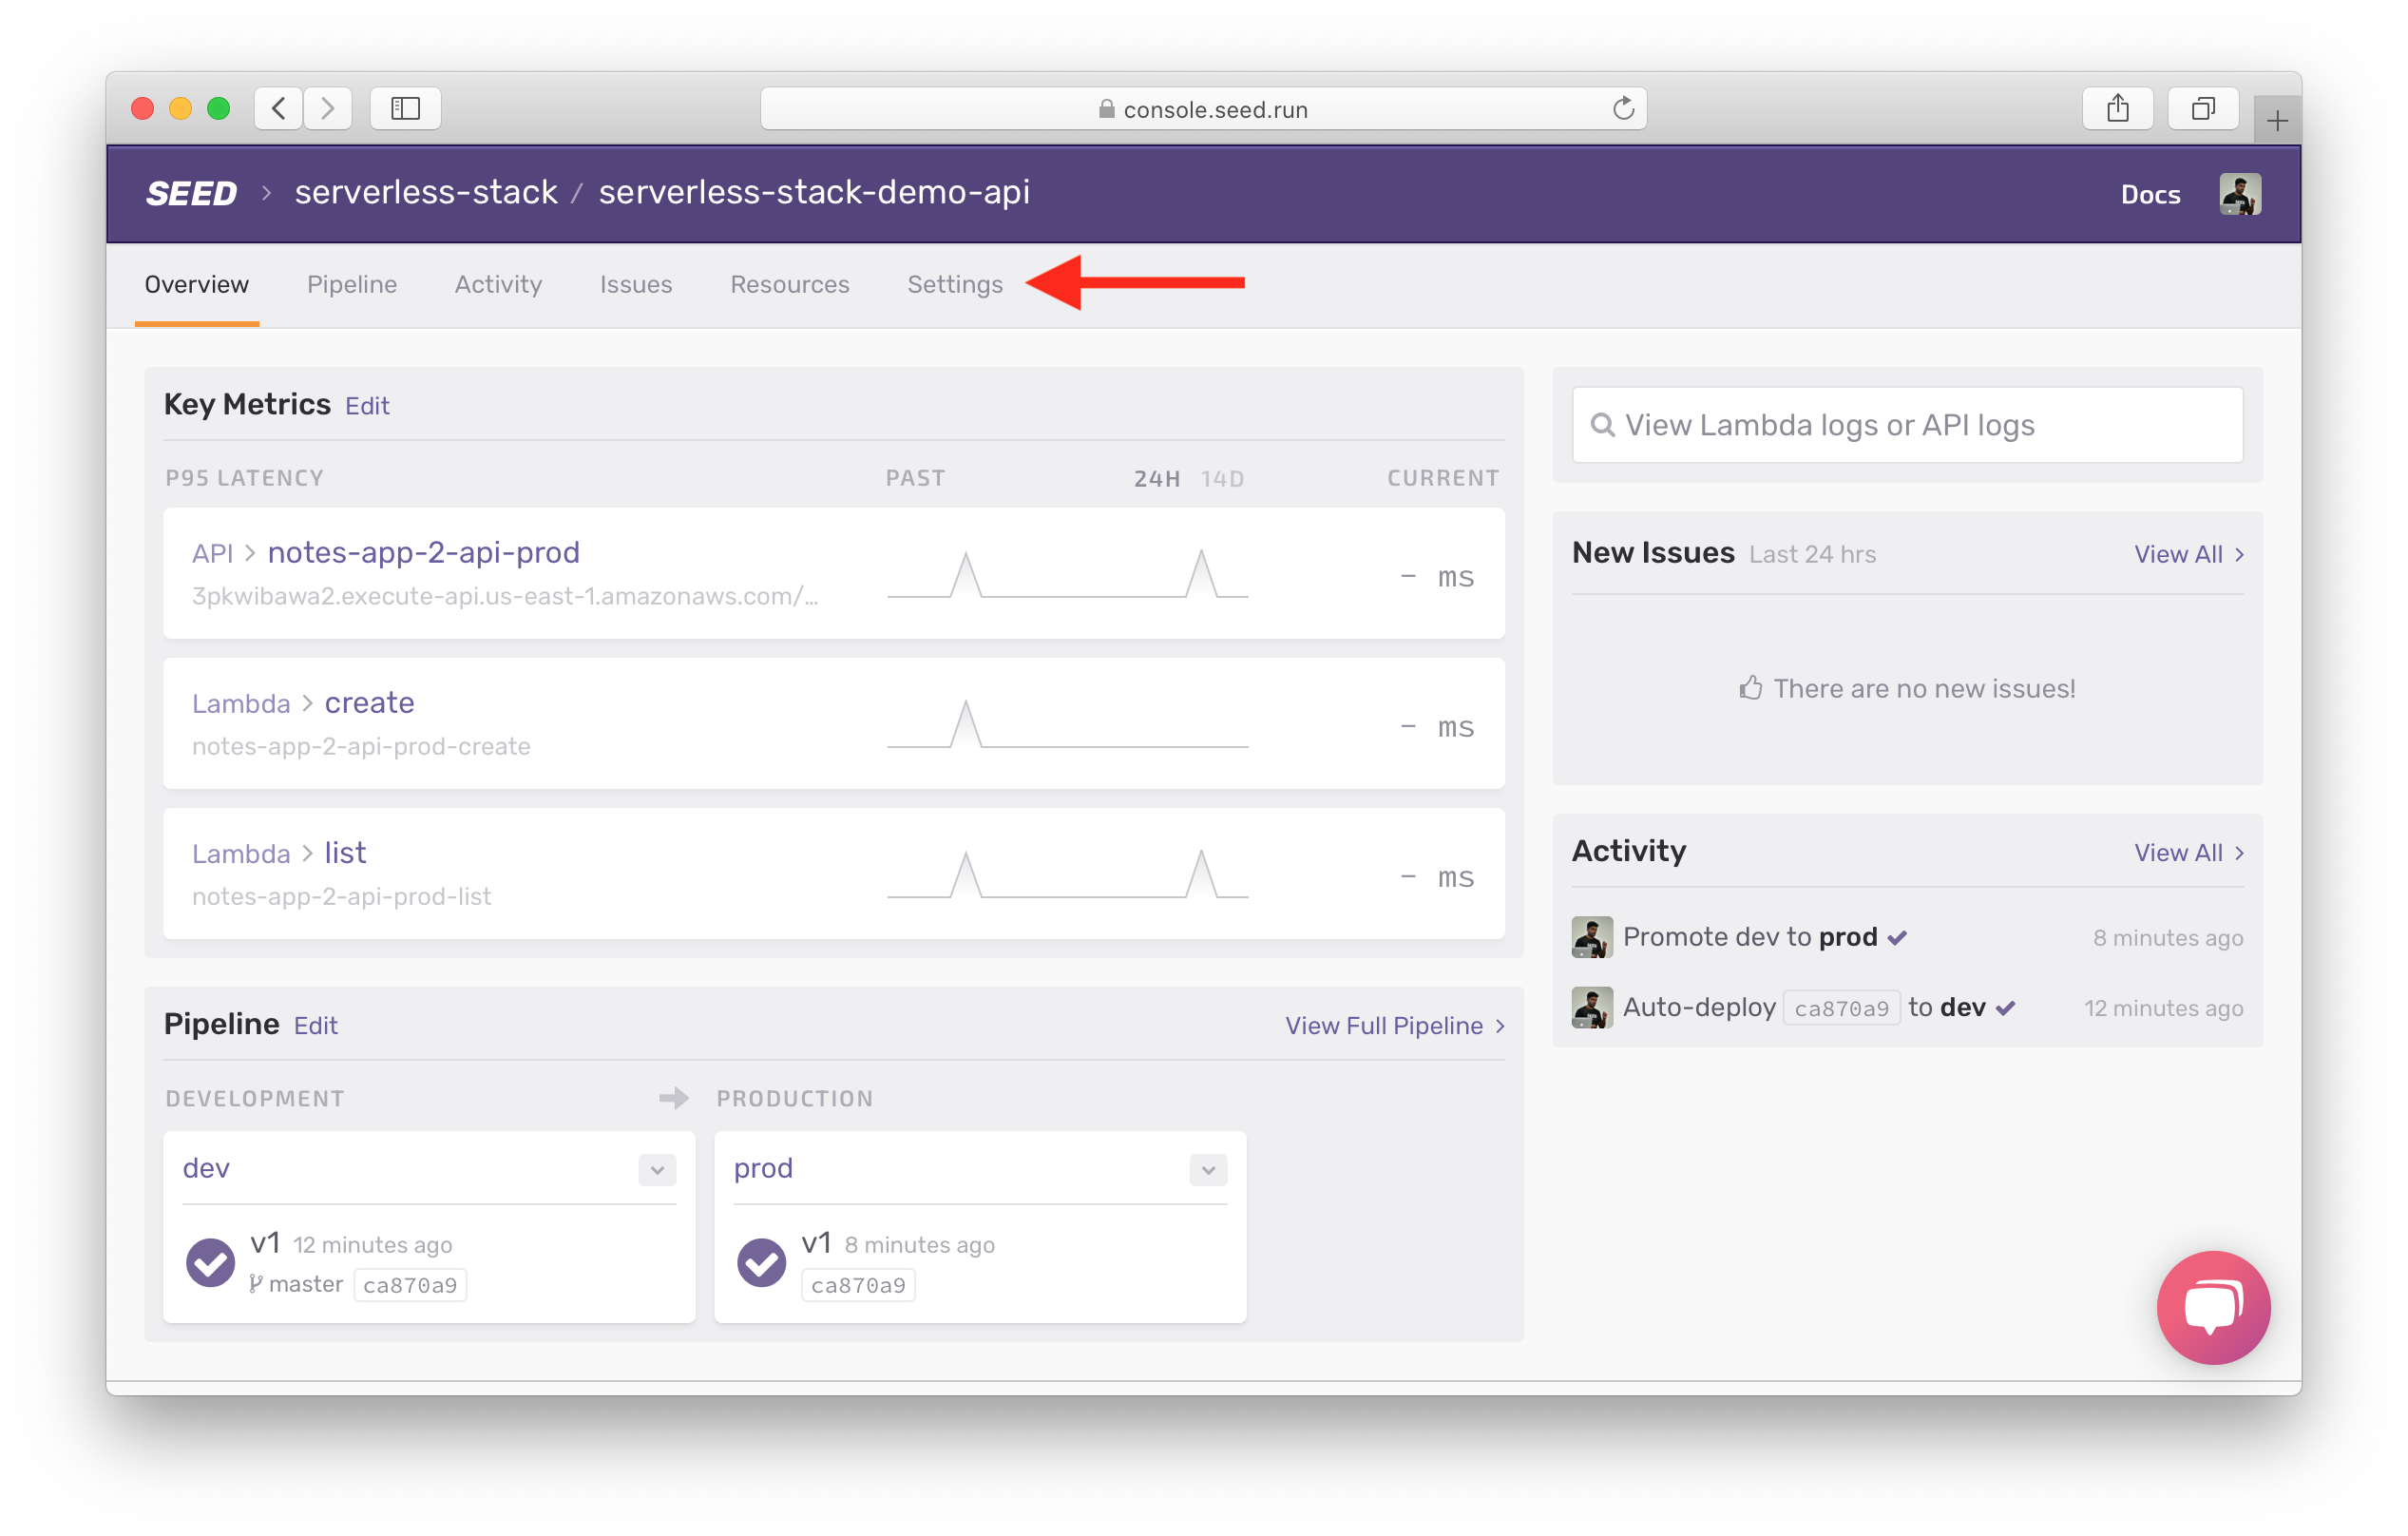 console.seed.run
SEED > serverless-stack / serverless-stack-demo-api
Docs
Overview Pipeline Activity Issues Resources Settings
Key Metrics Edit
P95 LATENCY PAST 24H 14D CURRENT
API > notes-app-2-api-prod
3pkwibawa2.execute-api.us-east-1.amazonaws.com/...
– ms
Lambda > create
notes-app-2-api-prod-create
– ms
Lambda > list
notes-app-2-api-prod-list
– ms
Pipeline Edit
View Full Pipeline >
DEVELOPMENT PRODUCTION
dev
v1 12 minutes ago
master ca870a9
prod
v1 8 minutes ago
ca870a9
View Lambda logs or API logs
New Issues Last 24 hrs
View All >
There are no new issues!
Activity
View All >
Promote dev to prod
8 minutes ago
Auto-deploy ca870a9 to dev
12 minutes ago